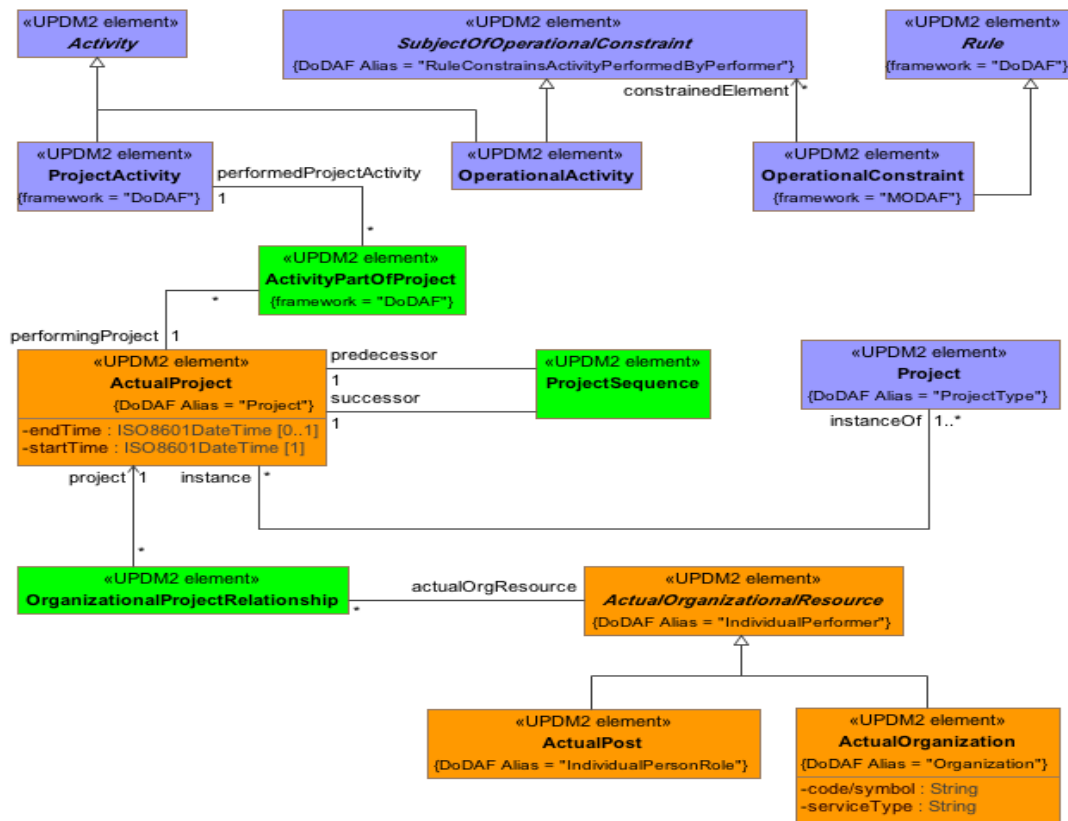 «UPDM2 element»
Activity
«UPDM2 element»
SubjectOfOperationalConstraint
{DoDAF Alias = "RuleConstrainsActivityPerformedByPerformer"}
«UPDM2 element»
Rule
{framework = "DoDAF"}
constrainedElement
*
«UPDM2 element»
ProjectActivity
{framework = "DoDAF"}
performedProjectActivity
1
*
«UPDM2 element»
OperationalActivity
«UPDM2 element»
OperationalConstraint
{framework = "MODAF"}
«UPDM2 element»
ActivityPartOfProject
{framework = "DoDAF"}
*
performingProject
1
«UPDM2 element»
ActualProject
{DoDAF Alias = "Project"}
-endTime : ISO8601DateTime [0..1]
-startTime : ISO8601DateTime [1]
predecessor
1
successor
1
«UPDM2 element»
ProjectSequence
«UPDM2 element»
Project
{DoDAF Alias = "ProjectType"}
instanceOf
1..*
project
1
instance
*
*
«UPDM2 element»
OrganizationalProjectRelationship
actualOrgResource
*
«UPDM2 element»
ActualOrganizationalResource
{DoDAF Alias = "IndividualPerformer"}
«UPDM2 element»
ActualPost
{DoDAF Alias = "IndividualPersonRole"}
«UPDM2 element»
ActualOrganization
{DoDAF Alias = "Organization"}
-code/symbol : String
-serviceType : String